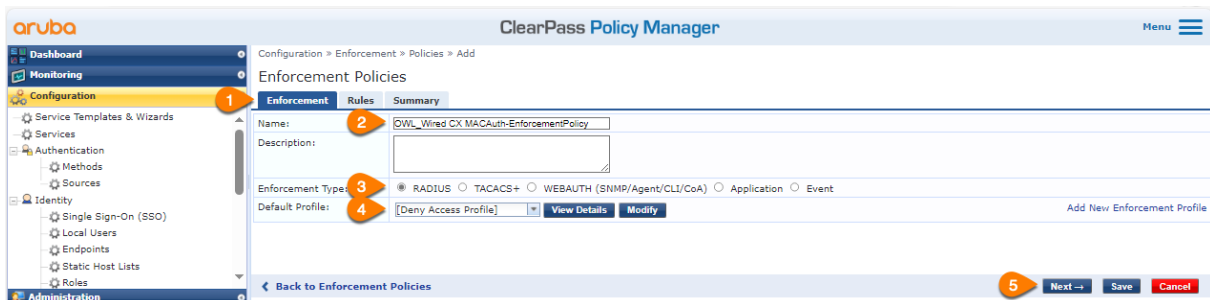 aruba
ClearPass Policy Manager
Menu
Dashboard
Monitoring
Configuration
Service Templates & Wizards
Services
Authentication
Methods
Sources
Identity
Single Sign-On (SSO)
Local Users
Endpoints
Static Host Lists
Roles
Administration
Configuration » Enforcement » Policies » Add
Enforcement Policies
1 Enforcement Rules Summary
Name: 2 OWL_Wired CX MACAuth-EnforcementPolicy
Description:
Enforcement Type: 3 RADIUS TACACS+ WEBAUTH (SNMP/Agent/CLI/CoA) Application Event
Default Profile: 4 [Deny Access Profile] View Details Modify Add New Enforcement Profile
Back to Enforcement Policies 5 Next → Save Cancel